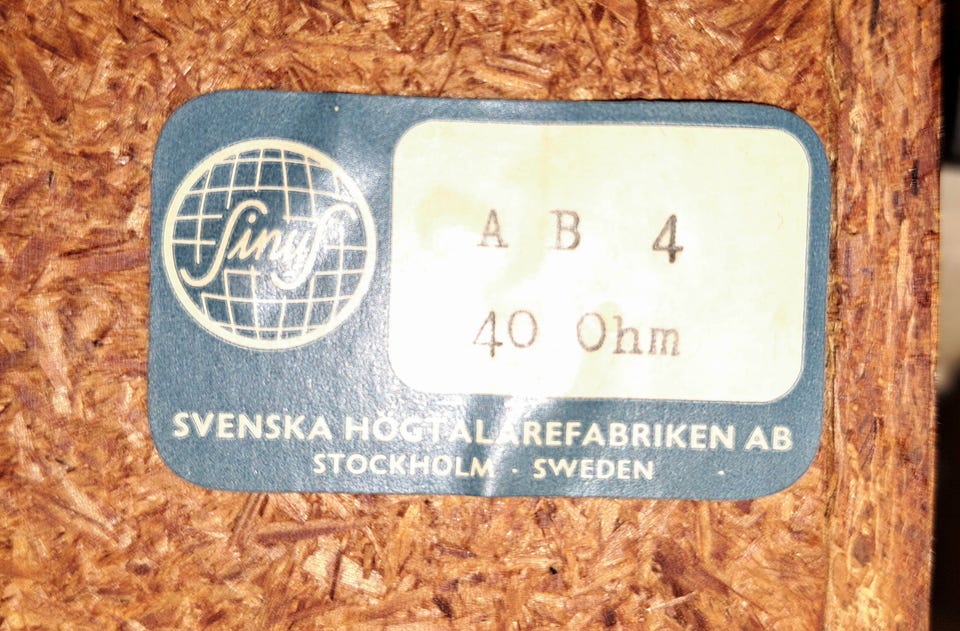 Sinus
A B 4
40 Ohm
SVENSKA HÖGTALAREFABRIKEN AB
STOCKHOLM · SWEDEN